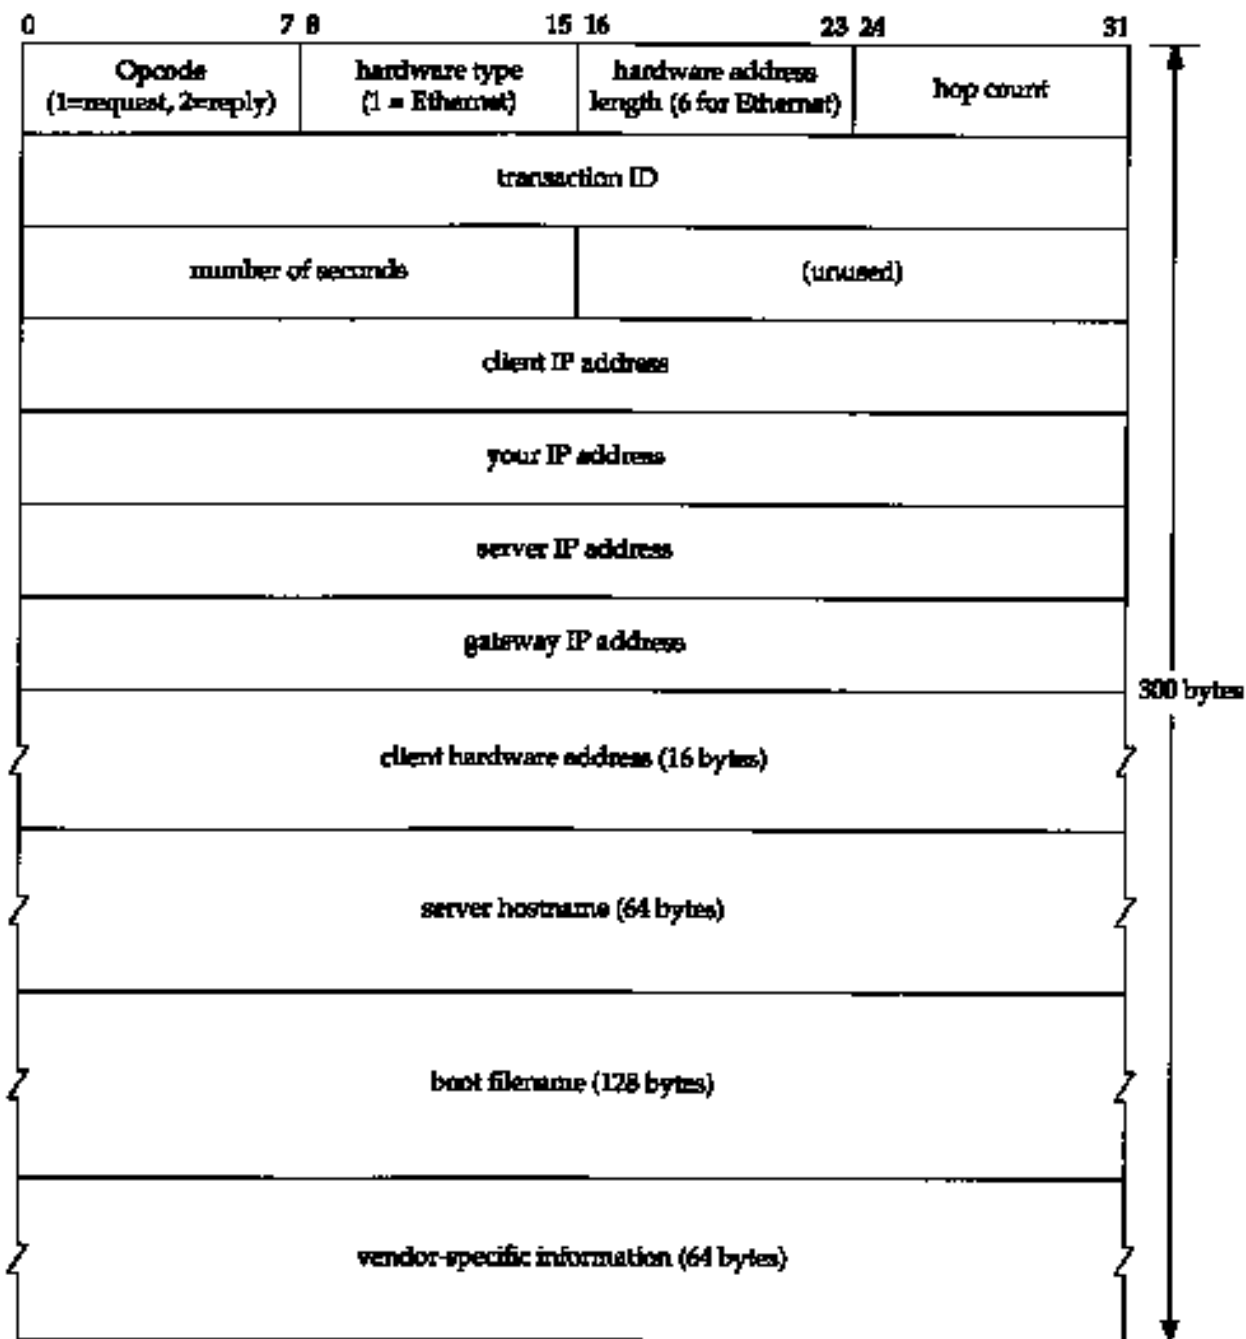 0 7 8 15 16 23 24 31
Opcode
(1=request, 2=reply)
hardware type
(1 = Ethernet)
hardware address
length (6 for Ethernet)
hop count
transaction ID
number of seconds
(unused)
client IP address
your IP address
server IP address
gateway IP address
300 bytes
client hardware address (16 bytes)
server hostname (64 bytes)
boot filename (128 bytes)
vendor-specific information (64 bytes)